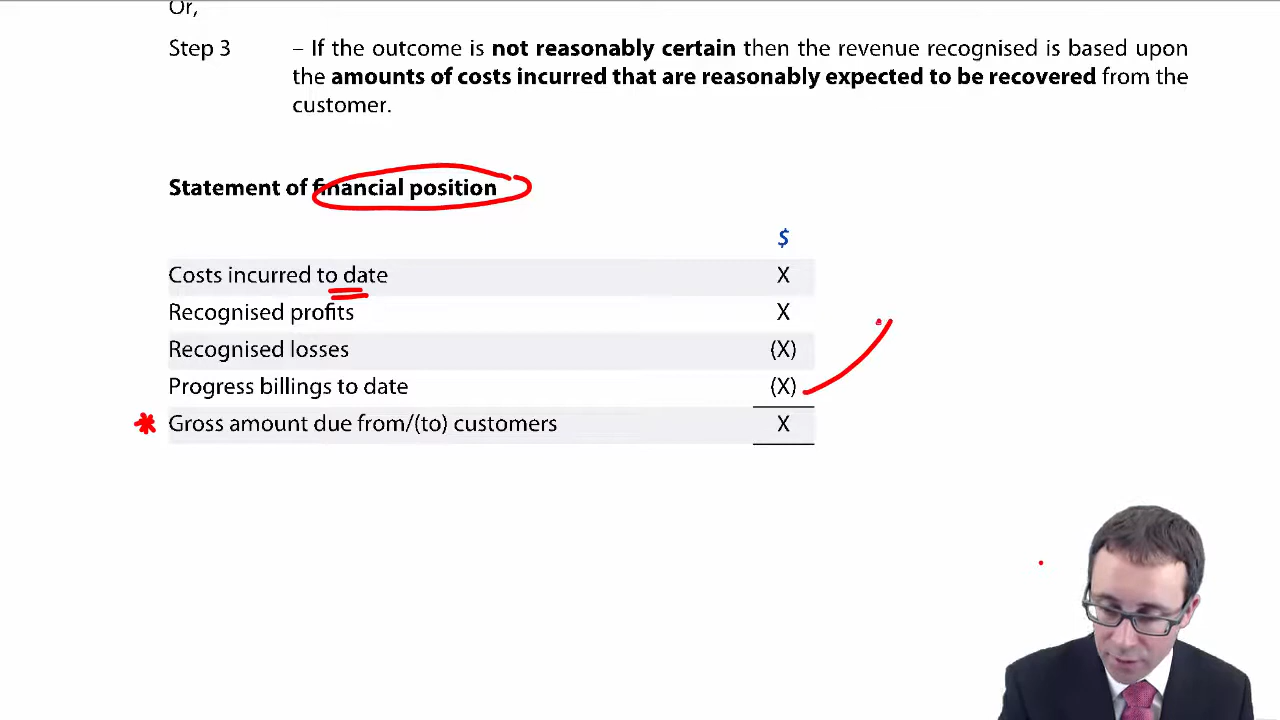 Or,
Step 3 – If the outcome is not reasonably certain then the revenue recognised is based upon
the amounts of costs incurred that are reasonably expected to be recovered from the
customer.
Statement of financial position
$
Costs incurred to date X
Recognised profits X
Recognised losses (X)
Progress billings to date (X)
* Gross amount due from/(to) customers X